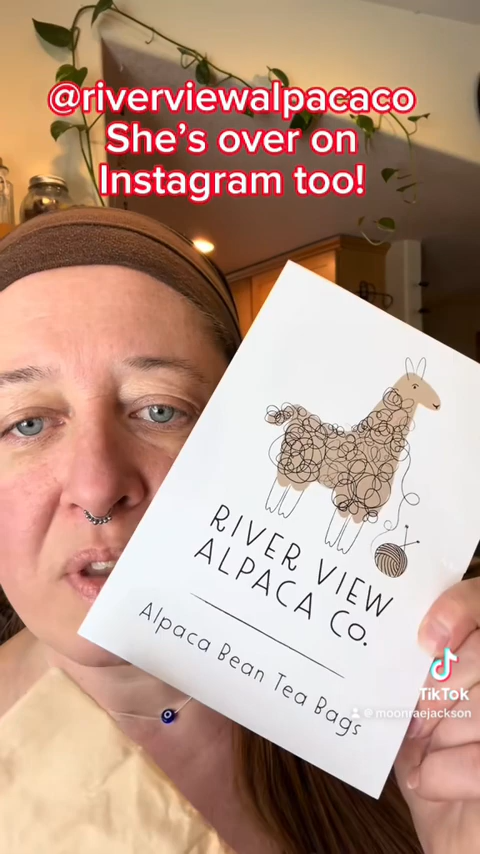 @riverviewalpacaco
She's over on
Instagram too!
RIVER VIEW
ALPACA Co.
Alpaca Bean Tea Bags
TikTok
@ moonraejackson